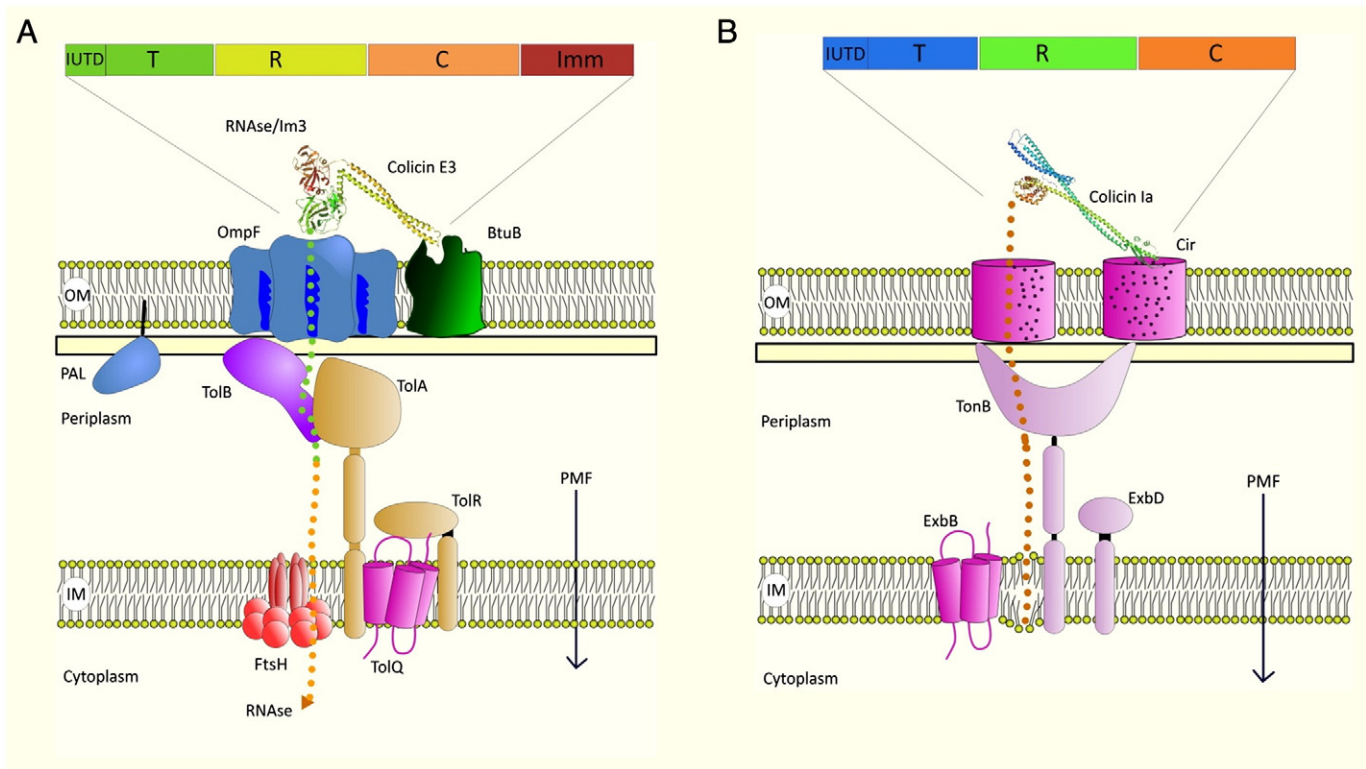 A
IUTD T R C Imm
RNAse/Im3
Colicin E3
OmpF
BtuB
OM
PAL
TolB
TolA
Periplasm
PMF
TolR
IM
FtsH
TolQ
Cytoplasm
RNAse
B
IUTD T R C
Colicin Ia
Cir
OM
TonB
Periplasm
PMF
ExbD
ExbB
IM
Cytoplasm